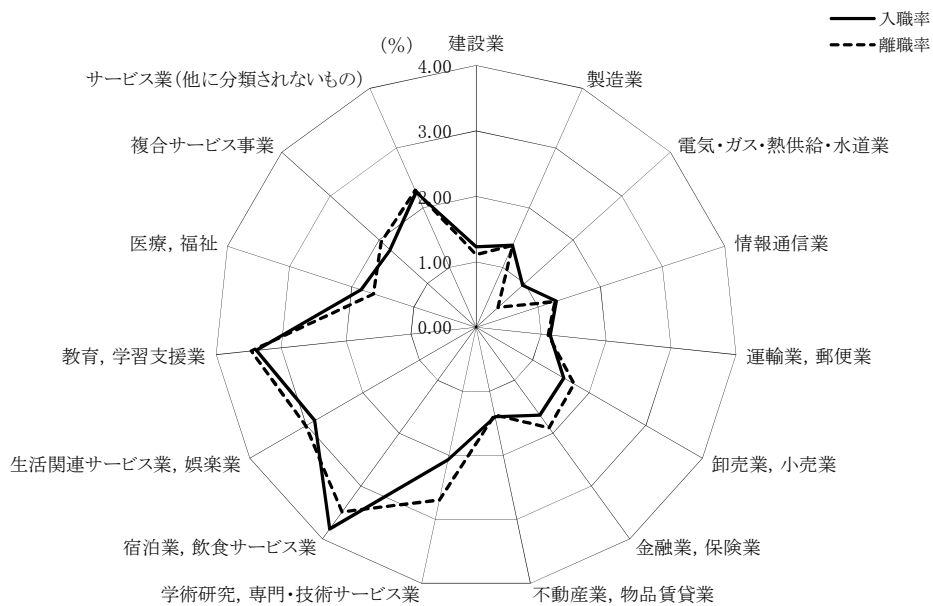 入職率
離職率
(%)
建設業
製造業
電気・ガス・熱供給・水道業
情報通信業
運輸業, 郵便業
卸売業, 小売業
金融業, 保険業
不動産業, 物品賃貸業
学術研究, 専門・技術サービス業
宿泊業, 飲食サービス業
生活関連サービス業, 娯楽業
教育, 学習支援業
医療, 福祉
複合サービス事業
サービス業(他に分類されないもの)
4.00
3.00
2.00
1.00
0.00